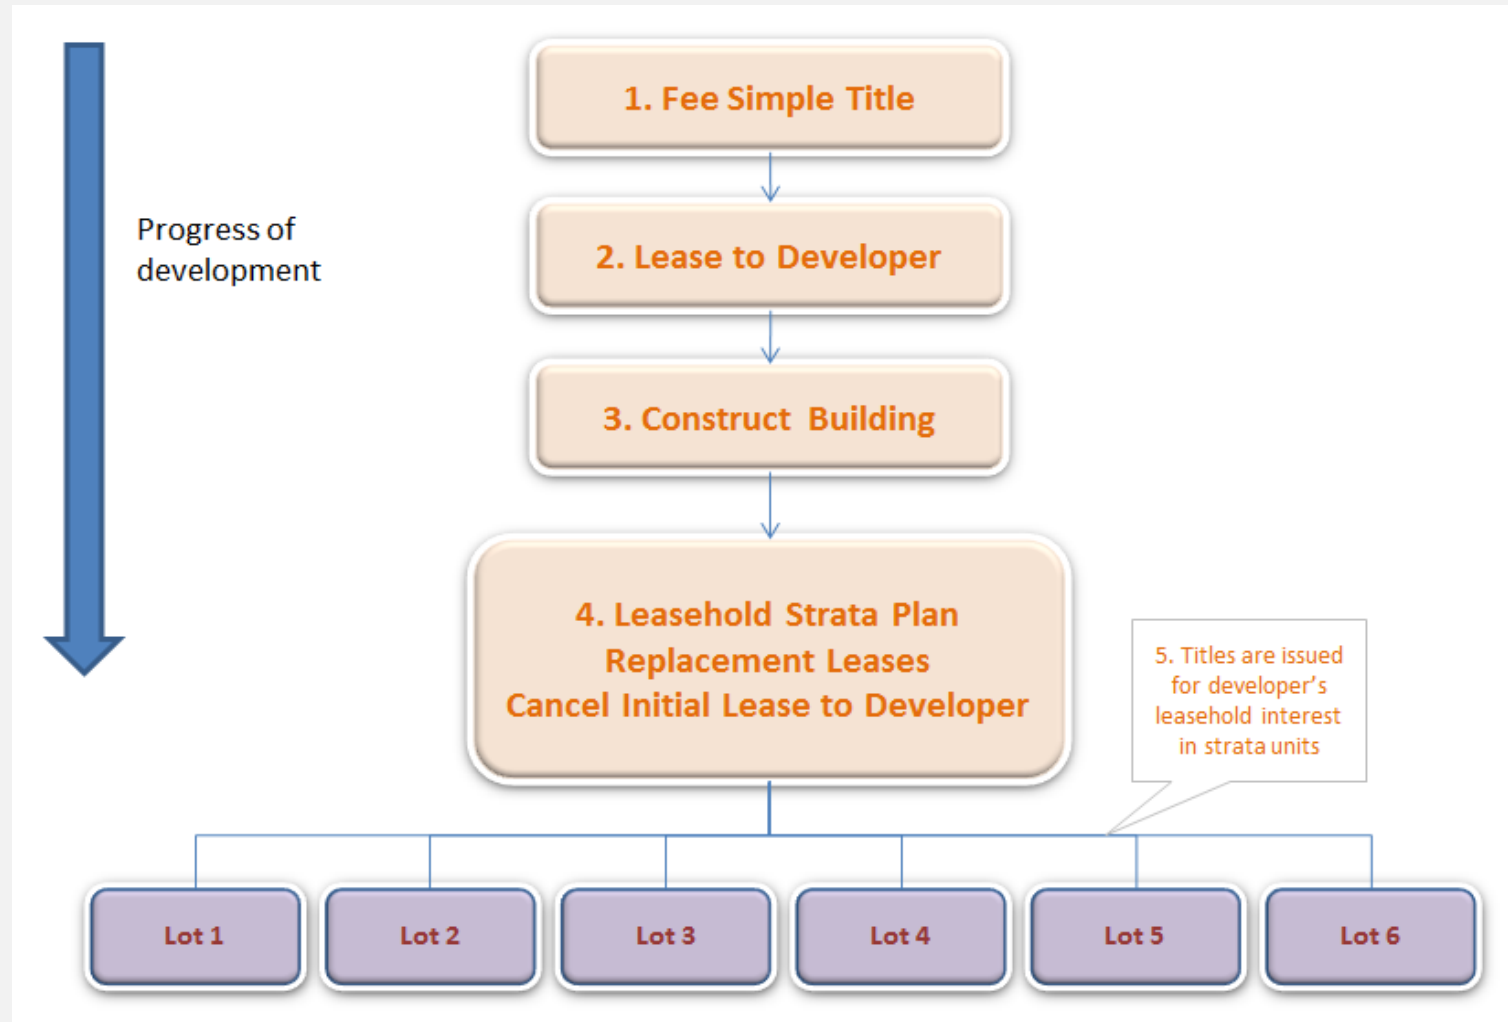 1. Fee Simple Title
Progress of
development
2. Lease to Developer
3. Construct Building
4. Leasehold Strata Plan
Replacement Leases
Cancel Initial Lease to Developer
5. Titles are issued
for developer's
leasehold interest
in strata units
Lot 1
Lot 2
Lot 3
Lot 4
Lot 5
Lot 6